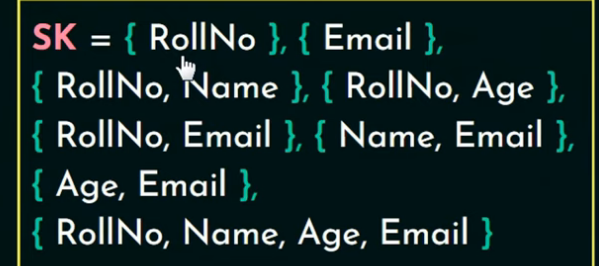 SK = { RollNo }, { Email },
{ RollNo, Name }, { RollNo, Age },
{ RollNo, Email }, { Name, Email },
{ Age, Email },
{ RollNo, Name, Age, Email }